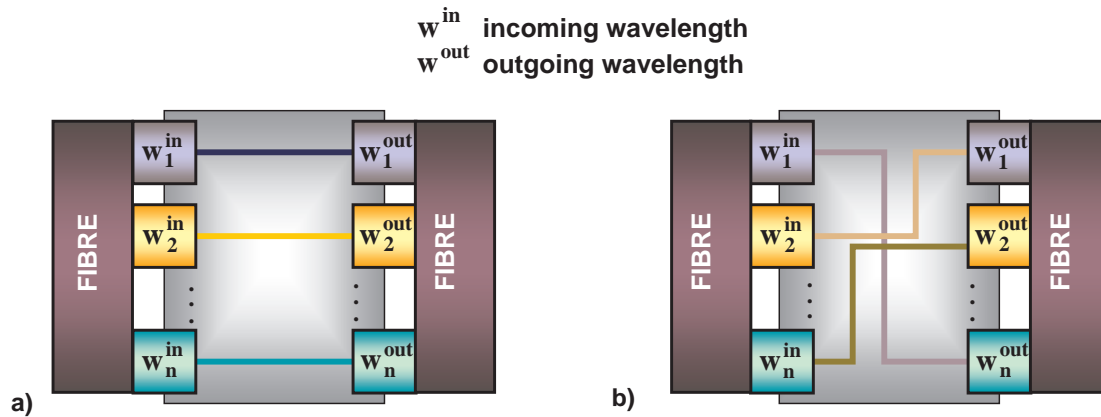 w^in incoming wavelength
w^out outgoing wavelength
FIBRE
w_1^in
w_2^in
⋮
w_n^in
w_1^out
w_2^out
⋮
w_n^out
FIBRE
a)
FIBRE
w_1^in
w_2^in
⋮
w_n^in
w_1^out
w_2^out
⋮
w_n^out
FIBRE
b)